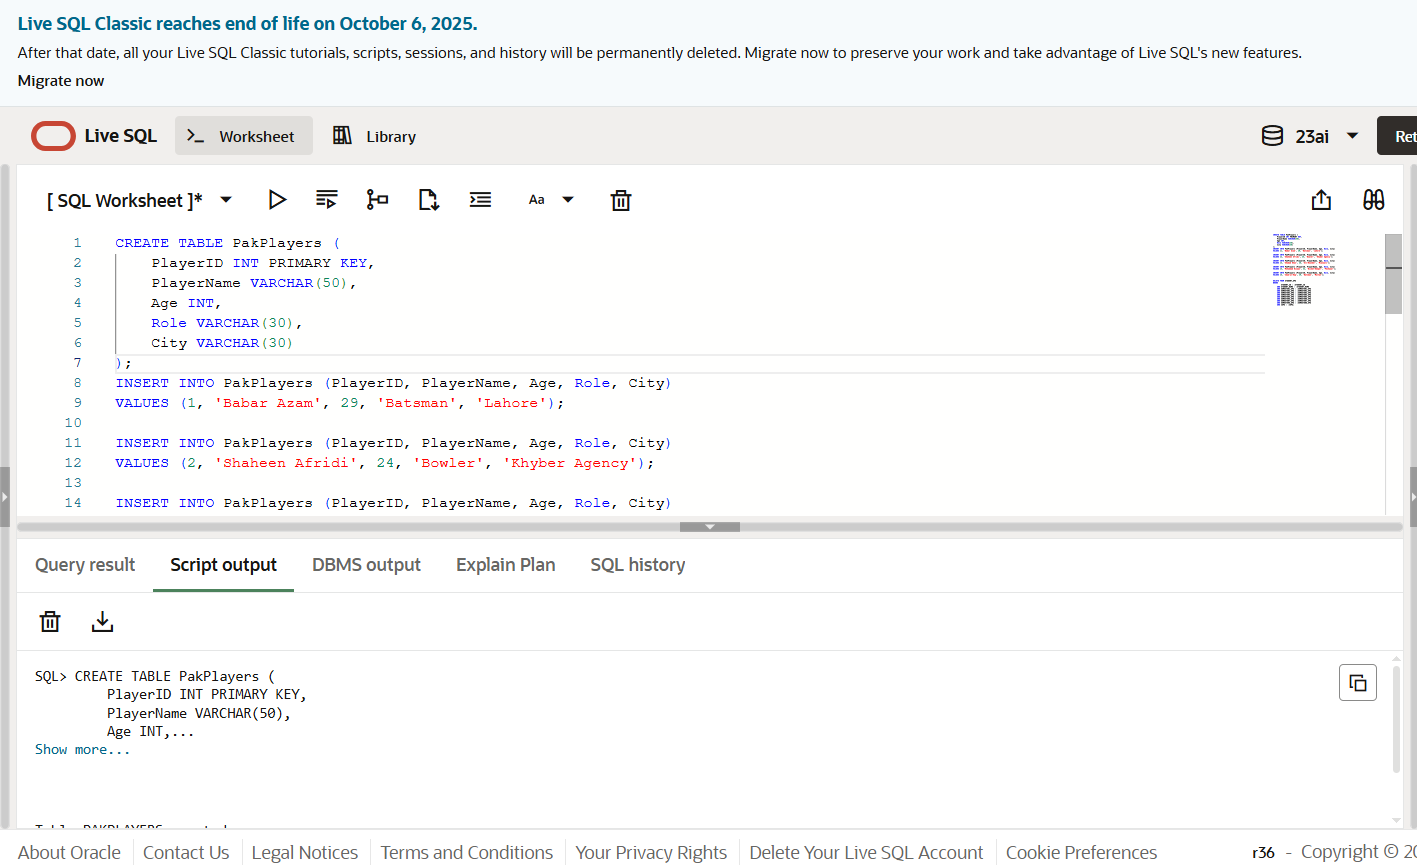 Live SQL Classic reaches end of life on October 6, 2025.
After that date, all your Live SQL Classic tutorials, scripts, sessions, and history will be permanently deleted. Migrate now to preserve your work and take advantage of Live SQL's new features.
Migrate now
Live SQL
>_ Worksheet
Library
23ai
Ret
[ SQL Worksheet ]*
Aa
1 CREATE TABLE PakPlayers (
2 PlayerID INT PRIMARY KEY,
3 PlayerName VARCHAR(50),
4 Age INT,
5 Role VARCHAR(30),
6 City VARCHAR(30)
7 );
8 INSERT INTO PakPlayers (PlayerID, PlayerName, Age, Role, City)
9 VALUES (1, 'Babar Azam', 29, 'Batsman', 'Lahore');
10
11 INSERT INTO PakPlayers (PlayerID, PlayerName, Age, Role, City)
12 VALUES (2, 'Shaheen Afridi', 24, 'Bowler', 'Khyber Agency');
13
14 INSERT INTO PakPlayers (PlayerID, PlayerName, Age, Role, City)
Query result Script output DBMS output Explain Plan SQL history
SQL> CREATE TABLE PakPlayers (
PlayerID INT PRIMARY KEY,
PlayerName VARCHAR(50),
Age INT,...
Show more...
About Oracle Contact Us Legal Notices Terms and Conditions Your Privacy Rights Delete Your Live SQL Account Cookie Preferences r36 - Copyright © 20